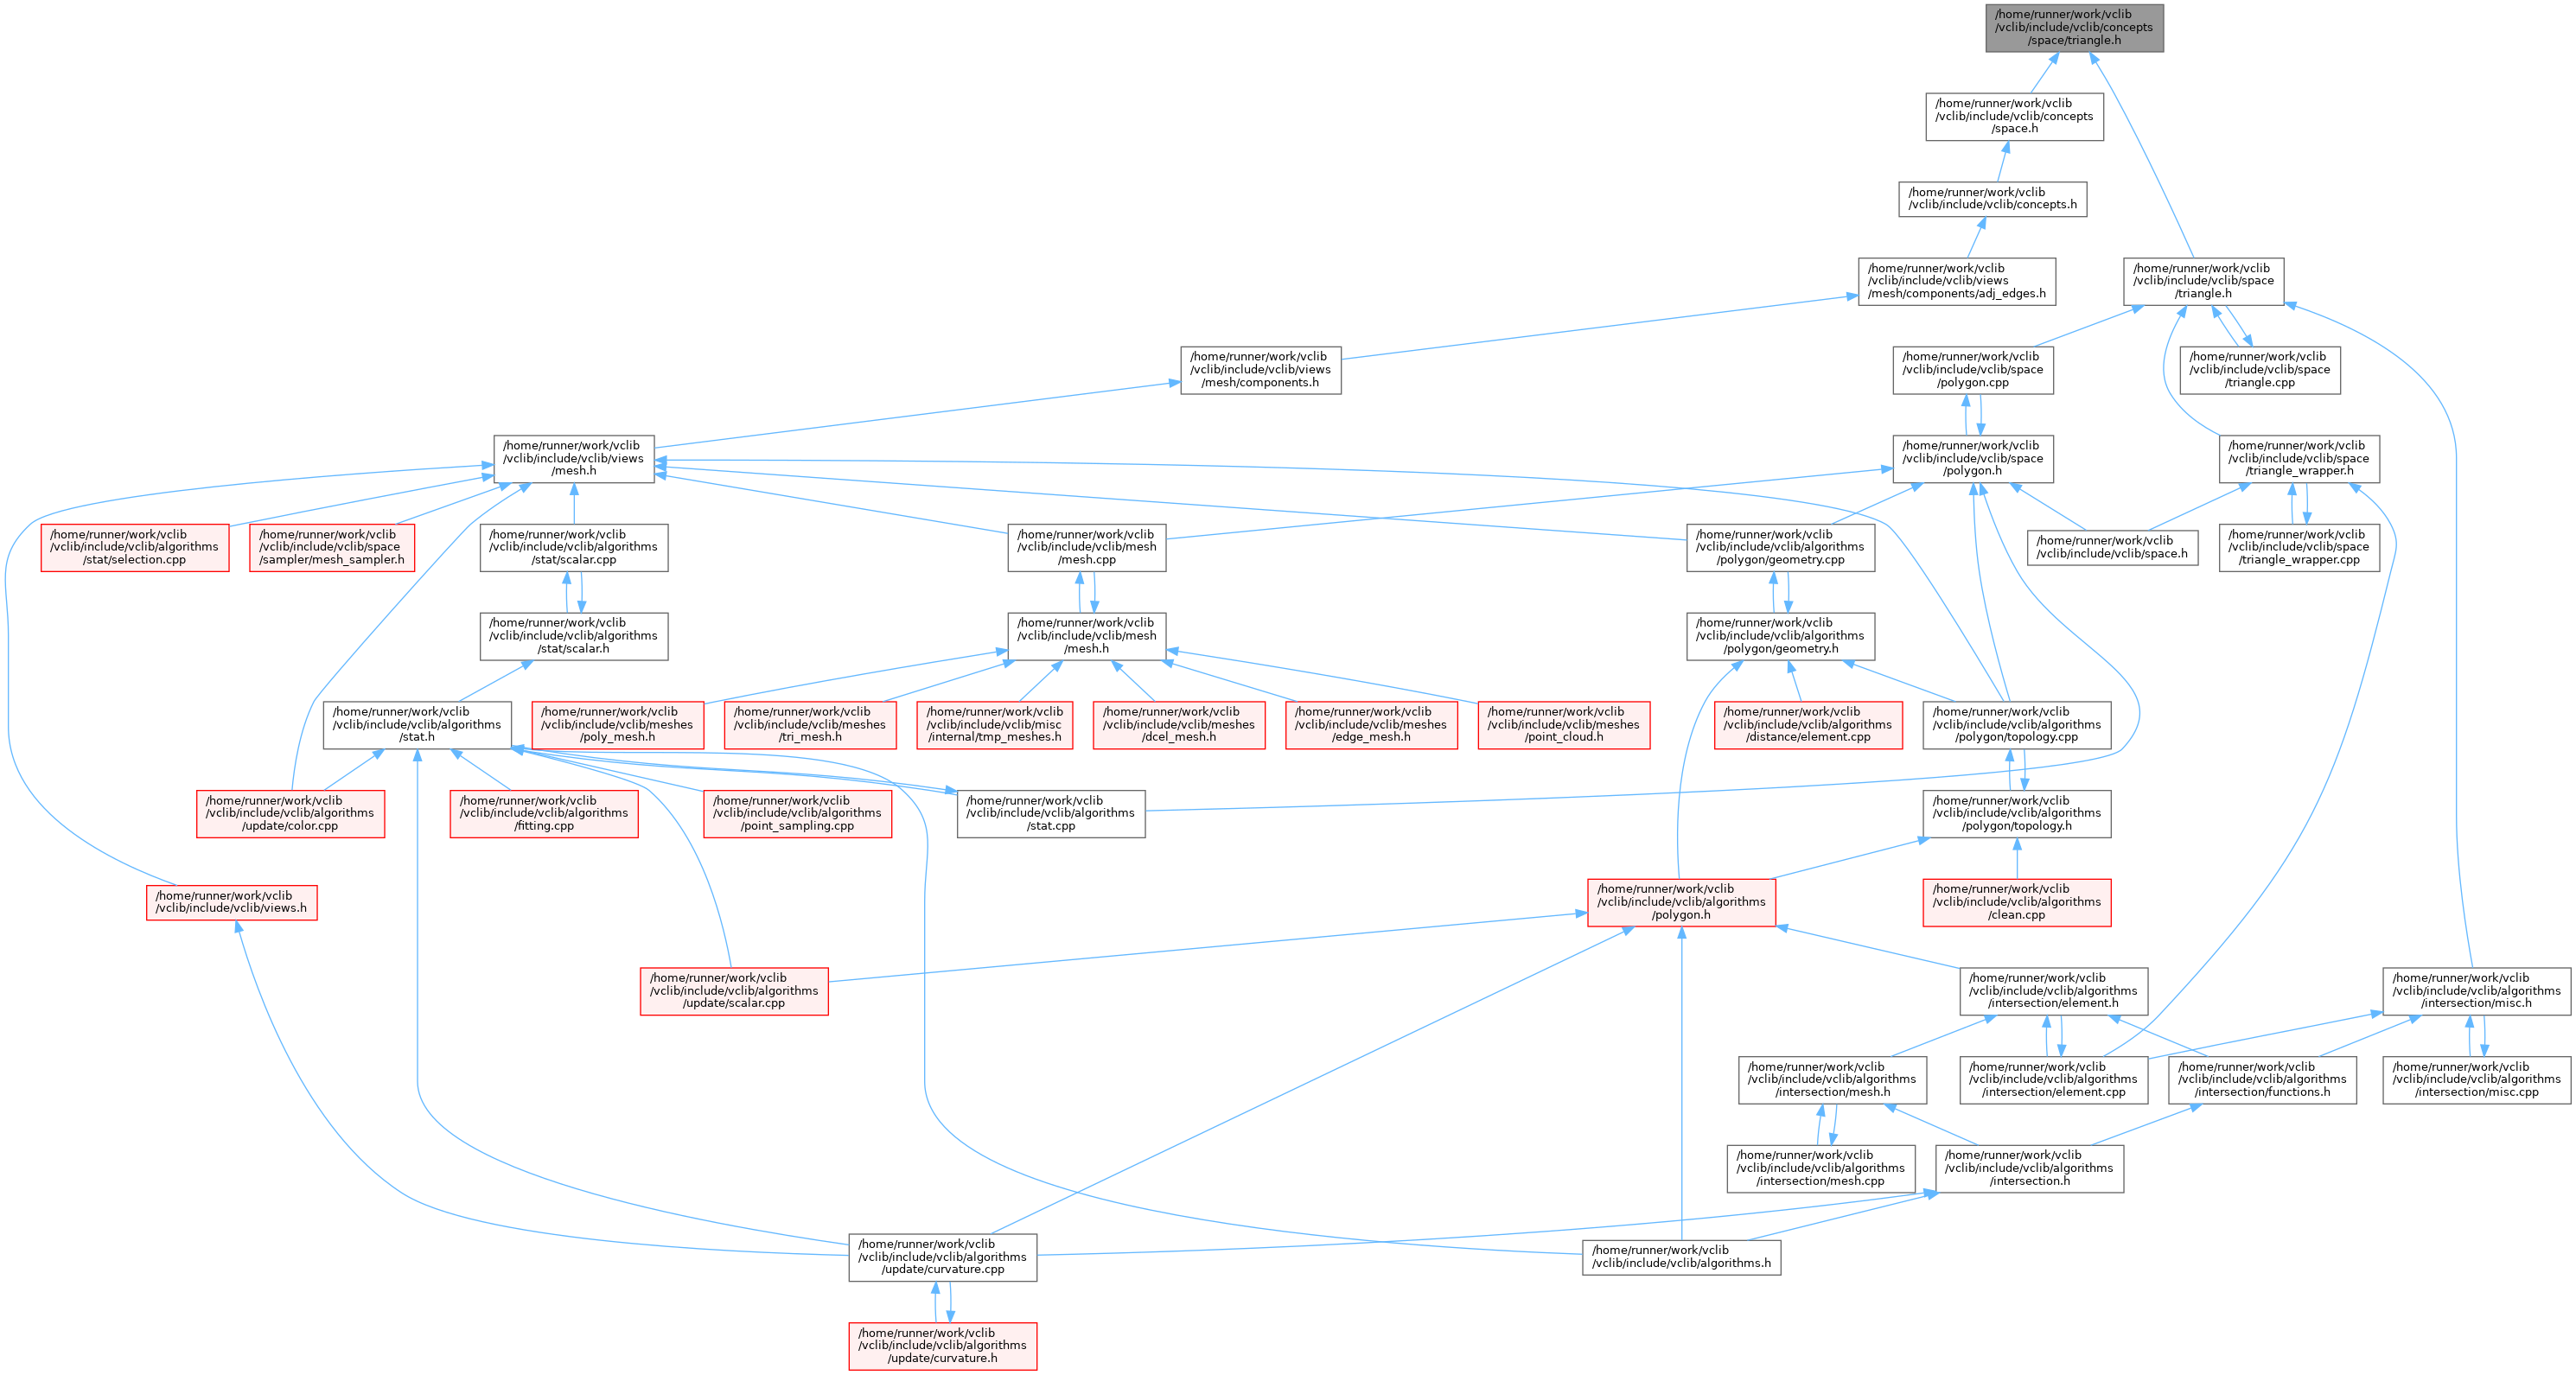 /home/runner/work/vclib
/vclib/include/vclib/concepts
/space/triangle.h
/home/runner/work/vclib
/vclib/include/vclib/concepts
/space.h
/home/runner/work/vclib
/vclib/include/vclib/concepts.h
/home/runner/work/vclib
/vclib/include/vclib/views
/mesh/components/adj_edges.h
/home/runner/work/vclib
/vclib/include/vclib/space
/triangle.h
/home/runner/work/vclib
/vclib/include/vclib/views
/mesh/components.h
/home/runner/work/vclib
/vclib/include/vclib/space
/polygon.cpp
/home/runner/work/vclib
/vclib/include/vclib/space
/triangle.cpp
/home/runner/work/vclib
/vclib/include/vclib/views
/mesh.h
/home/runner/work/vclib
/vclib/include/vclib/space
/polygon.h
/home/runner/work/vclib
/vclib/include/vclib/space
/triangle_wrapper.h
/home/runner/work/vclib
/vclib/include/vclib/algorithms
/stat/selection.cpp
/home/runner/work/vclib
/vclib/include/vclib/space
/sampler/mesh_sampler.h
/home/runner/work/vclib
/vclib/include/vclib/algorithms
/stat/scalar.cpp
/home/runner/work/vclib
/vclib/include/vclib/mesh
/mesh.cpp
/home/runner/work/vclib
/vclib/include/vclib/algorithms
/polygon/geometry.cpp
/home/runner/work/vclib
/vclib/include/vclib/space.h
/home/runner/work/vclib
/vclib/include/vclib/space
/triangle_wrapper.cpp
/home/runner/work/vclib
/vclib/include/vclib/algorithms
/stat/scalar.h
/home/runner/work/vclib
/vclib/include/vclib/mesh
/mesh.h
/home/runner/work/vclib
/vclib/include/vclib/algorithms
/polygon/geometry.h
/home/runner/work/vclib
/vclib/include/vclib/algorithms
/stat.h
/home/runner/work/vclib
/vclib/include/vclib/meshes
/poly_mesh.h
/home/runner/work/vclib
/vclib/include/vclib/meshes
/tri_mesh.h
/home/runner/work/vclib
/vclib/include/vclib/misc
/internal/tmp_meshes.h
/home/runner/work/vclib
/vclib/include/vclib/meshes
/dcel_mesh.h
/home/runner/work/vclib
/vclib/include/vclib/meshes
/edge_mesh.h
/home/runner/work/vclib
/vclib/include/vclib/meshes
/point_cloud.h
/home/runner/work/vclib
/vclib/include/vclib/algorithms
/distance/element.cpp
/home/runner/work/vclib
/vclib/include/vclib/algorithms
/polygon/topology.cpp
/home/runner/work/vclib
/vclib/include/vclib/algorithms
/update/color.cpp
/home/runner/work/vclib
/vclib/include/vclib/algorithms
/fitting.cpp
/home/runner/work/vclib
/vclib/include/vclib/algorithms
/point_sampling.cpp
/home/runner/work/vclib
/vclib/include/vclib/algorithms
/stat.cpp
/home/runner/work/vclib
/vclib/include/vclib/algorithms
/polygon/topology.h
/home/runner/work/vclib
/vclib/include/vclib/views.h
/home/runner/work/vclib
/vclib/include/vclib/algorithms
/polygon.h
/home/runner/work/vclib
/vclib/include/vclib/algorithms
/clean.cpp
/home/runner/work/vclib
/vclib/include/vclib/algorithms
/update/scalar.cpp
/home/runner/work/vclib
/vclib/include/vclib/algorithms
/intersection/element.h
/home/runner/work/vclib
/vclib/include/vclib/algorithms
/intersection/misc.h
/home/runner/work/vclib
/vclib/include/vclib/algorithms
/intersection/mesh.h
/home/runner/work/vclib
/vclib/include/vclib/algorithms
/intersection/element.cpp
/home/runner/work/vclib
/vclib/include/vclib/algorithms
/intersection/functions.h
/home/runner/work/vclib
/vclib/include/vclib/algorithms
/intersection/misc.cpp
/home/runner/work/vclib
/vclib/include/vclib/algorithms
/intersection/mesh.cpp
/home/runner/work/vclib
/vclib/include/vclib/algorithms
/intersection.h
/home/runner/work/vclib
/vclib/include/vclib/algorithms
/update/curvature.cpp
/home/runner/work/vclib
/vclib/include/vclib/algorithms.h
/home/runner/work/vclib
/vclib/include/vclib/algorithms
/update/curvature.h